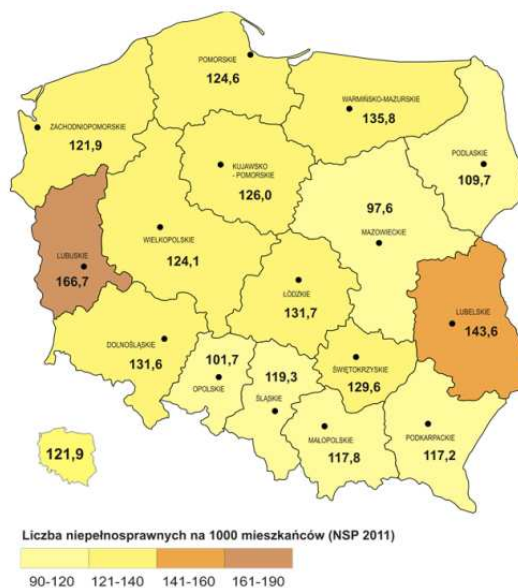 POMORSKIE
124,6
WARMIŃSKO-MAZURSKIE
135,8
ZACHODNIOPOMORSKIE
121,9
KUJAWSKO
- POMORSKIE
126,0
PODLASKIE
109,7
97,6
MAZOWIECKIE
WIELKOPOLSKIE
124,1
LUBUSKIE
166,7
ŁÓDZKIE
131,7
LUBELSKIE
143,6
DOLNOŚLĄSKIE
131,6
101,7
OPOLSKIE
119,3
ŚLĄSKIE
ŚWIĘTOKRZYSKIE
129,6
MAŁOPOLSKIE
117,8
PODKARPACKIE
117,2
121,9
Liczba niepełnosprawnych na 1000 mieszkańców (NSP 2011)
90-120 121-140 141-160 161-190